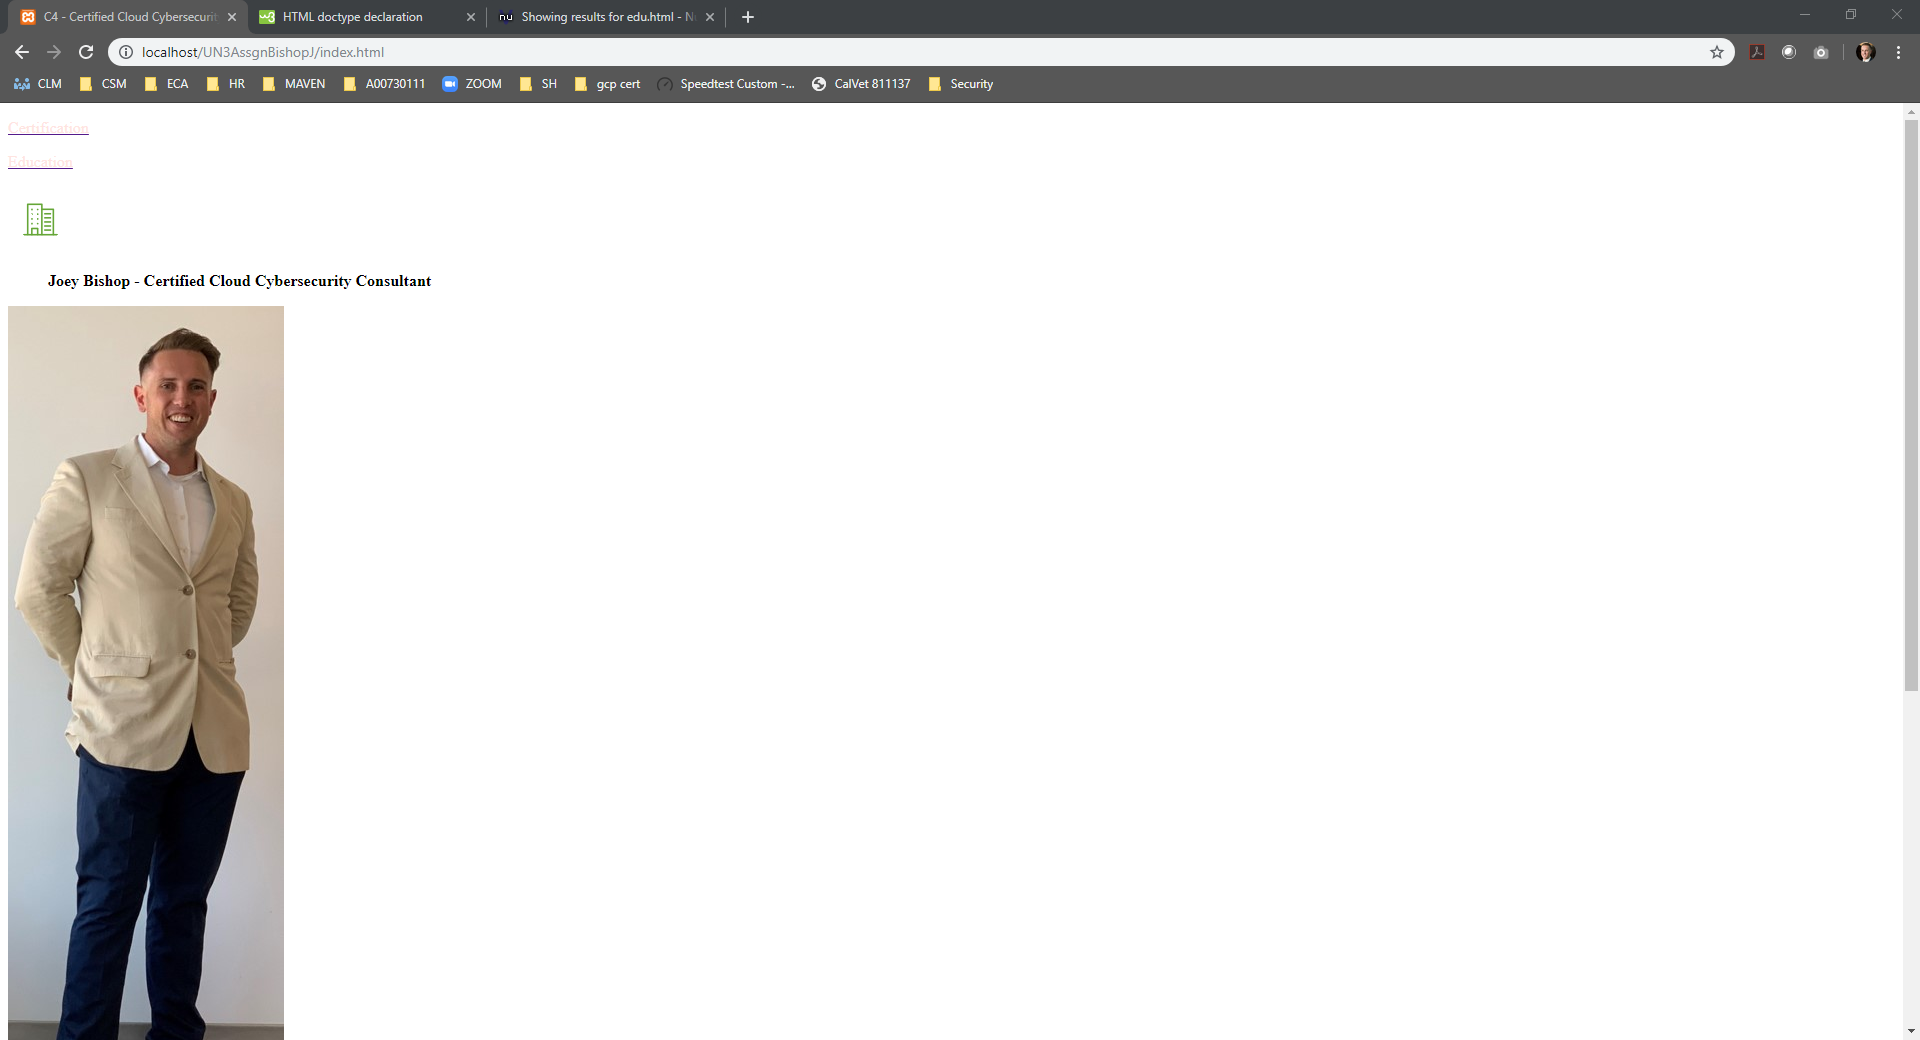 C4 - Certified Cloud Cybersecurit
HTML doctype declaration
nu Showing results for edu.html - N
localhost/UN3AssgnBishopJ/index.html
CLM CSM ECA HR MAVEN A00730111 ZOOM SH gcp cert Speedtest Custom -... CalVet 811137 Security
Certification
Education
Joey Bishop - Certified Cloud Cybersecurity Consultant